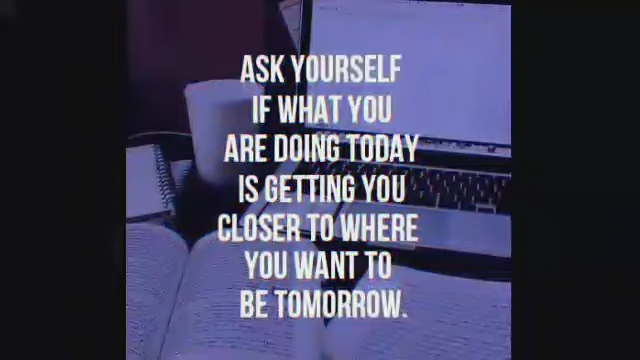 ASK YOURSELF
IF WHAT YOU
ARE DOING TODAY
IS GETTING YOU
CLOSER TO WHERE
YOU WANT TO
BE TOMORROW.